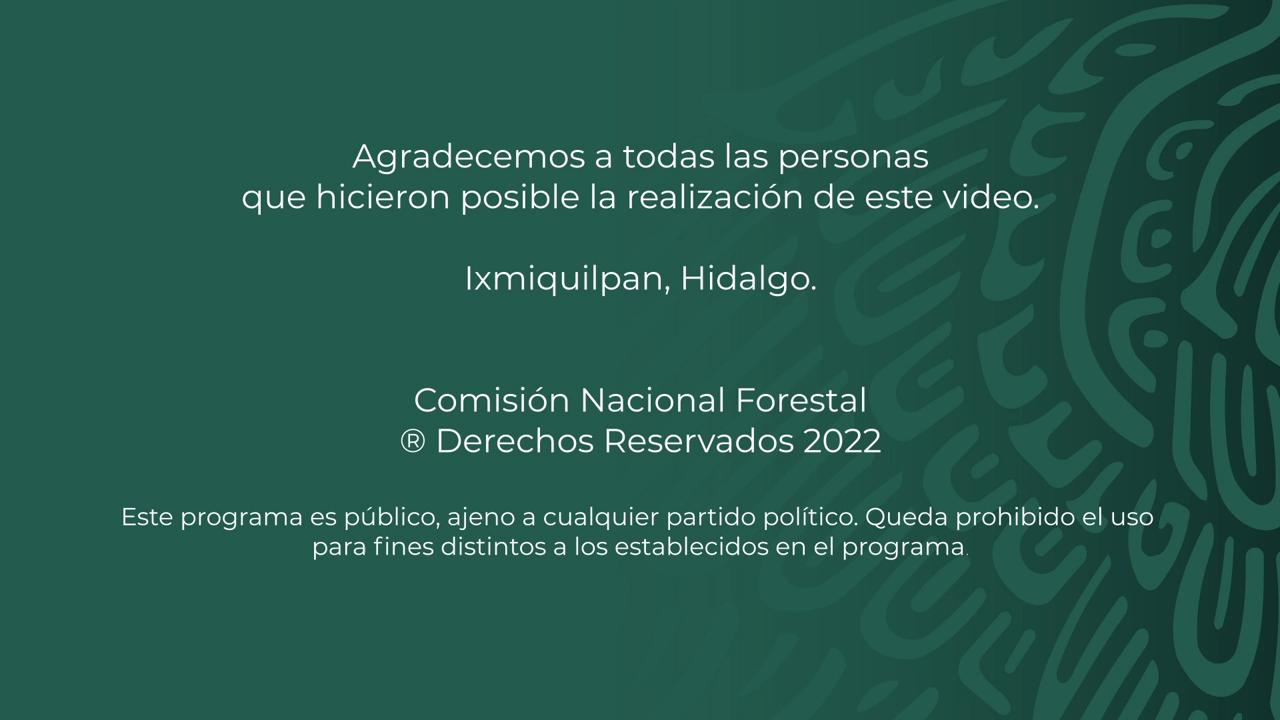 Agradecemos a todas las personas
que hicieron posible la realización de este video.
Ixmiquilpan, Hidalgo.
Comisión Nacional Forestal
® Derechos Reservados 2022
Este programa es público, ajeno a cualquier partido político. Queda prohibido el uso
para fines distintos a los establecidos en el programa.